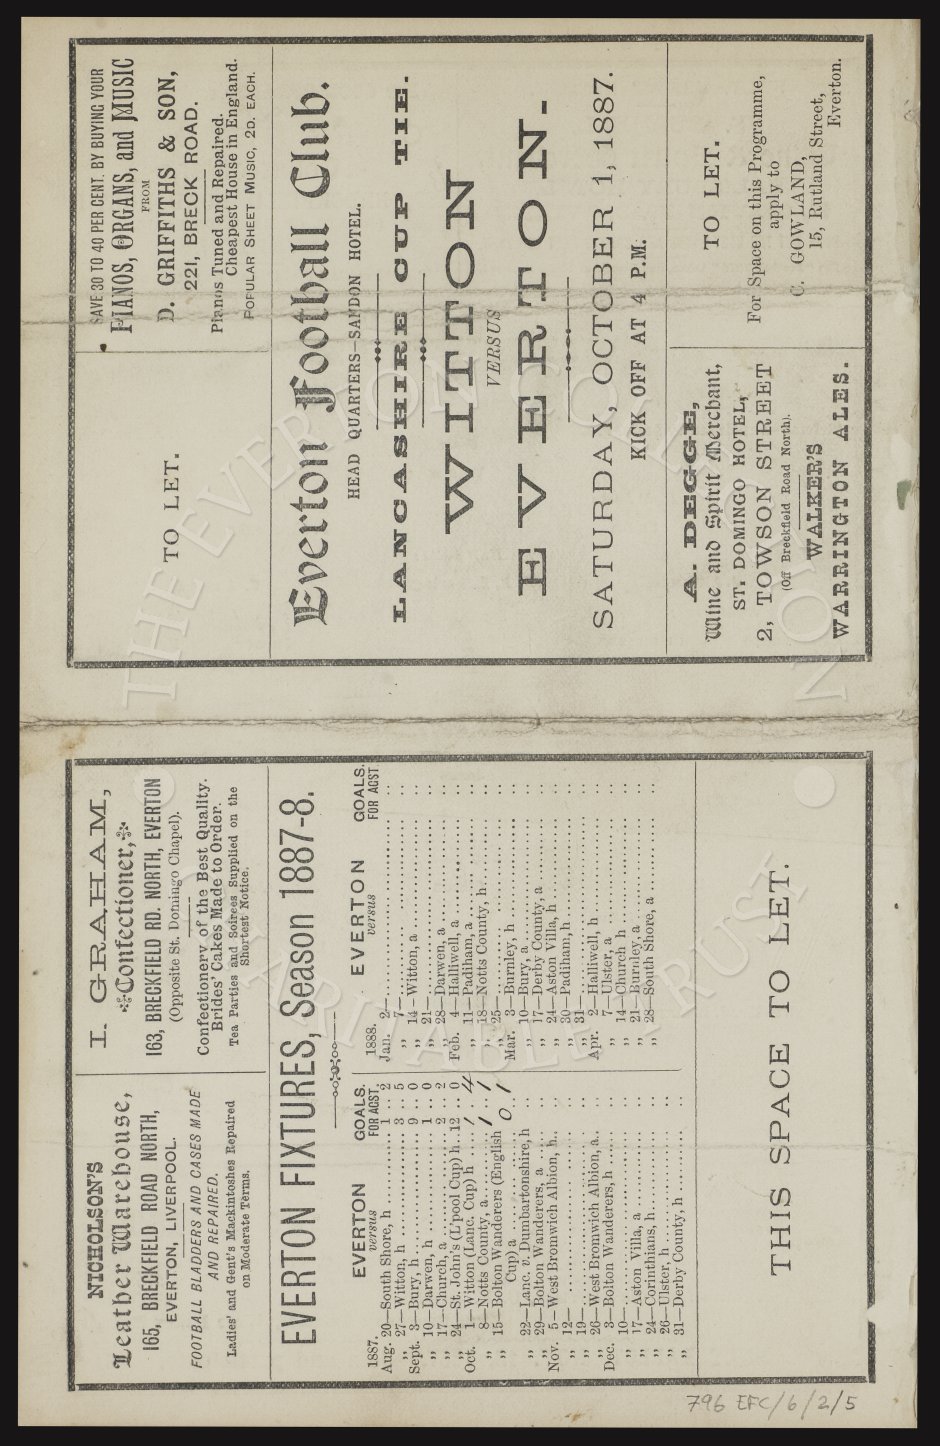 SAVE 30 TO 40 PER CENT. BY BUYING YOUR
PIANOS, ORGANS, and MUSIC
FROM
D. GRIFFITHS & SON,
221, BRECK ROAD.
Pianos Tuned and Repaired.
Cheapest House in England.
POPULAR SHEET MUSIC, 2D. EACH.
TO LET.
Everton Football Club.
HEAD QUARTERS—SANDON HOTEL.
LANCASHIRE CUP TIE.
WITTON
VERSUS
EVERTON.
SATURDAY, OCTOBER 1, 1887.
KICK OFF AT 4 P.M.
A. DEGGE,
Wine and Spirit Merchant,
ST. DOMINGO HOTEL,
2, TOWSON STREET
(Off Breckfield Road North).
WALKER'S
WARRINGTON ALES.
TO LET.
For Space on this Programme,
apply to
C. GOWLAND,
15, Rutland Street,
Everton.
NICHOLSON'S
Leather Warehouse,
165, BRECKFIELD ROAD NORTH,
EVERTON, LIVERPOOL.
FOOTBALL BLADDERS AND CASES MADE
AND REPAIRED.
Ladies' and Gent's Mackintoshes Repaired
on Moderate Terms.
I. GRAHAM,
Confectioner,
163, BRECKFIELD RD. NORTH, EVERTON
(Opposite St. Domingo Chapel).
Confectionery of the Best Quality.
Brides' Cakes Made to Order.
Tea Parties and Soirees Supplied on the
Shortest Notice.
EVERTON FIXTURES, Season 1887-8.
EVERTON GOALS.
1887. versus FOR AGST.
Aug. 20—South Shore, h .......... 1 .. 2
,, 27—Witton, h .......... 3 .. 5
Sept. 3—Bury, h .......... 9 .. 0
,, 10—Darwen, h .......... 1 .. 0
,, 17—Church, a .......... 2 .. 2
,, 24—St. John's (L'pool Cup) h .. 12 .. 0
Oct. 1—Witton (Lanc. Cup) h ..... 1 .. 4
,, 8—Notts County, a .......... 1 .. 1
,, 15—Bolton Wanderers (English
Cup) a .......... 0 .. 1
,, 22—Lanc. v. Dumbartonshire, h ..
,, 29—Bolton Wanderers, a ..... ..
Nov. 5—West Bromwich Albion, h.. ..
,, 12— .......... ..
,, 19— .......... ..
,, 26—West Bromwich Albion, a.. ..
Dec. 3—Bolton Wanderers, h ..... ..
,, 10— .......... ..
,, 17—Aston Villa, a .......... ..
,, 24—Corinthians, h .......... ..
,, 26—Ulster, h .......... ..
,, 31—Derby County, h .......... ..
EVERTON GOALS.
1888. versus FOR AGST
Jan. 2— .......... ..
,, 7— .......... ..
,, 14—Witton, a .......... ..
,, 21— .......... ..
,, 28—Darwen, a .......... ..
Feb. 4—Halliwell, a .......... ..
,, 11—Padiham, a .......... ..
,, 18—Notts County, h .......... ..
,, 25— .......... ..
Mar. 3—Burnley, h .......... ..
,, 10—Bury, a .......... ..
,, 17—Derby County, a .......... ..
,, 24—Aston Villa, h .......... ..
,, 30—Padiham, h .......... ..
,, 31— .......... ..
Apr. 2—Halliwell, h .......... ..
,, 7—Ulster, a .......... ..
,, 14—Church h .......... ..
,, 21—Burnley, a .......... ..
,, 28—South Shore, a .......... ..
THIS SPACE TO LET.
796 EFC/6/2/5
THE EVERTON COLLECTION
CHARITABLE TRUST